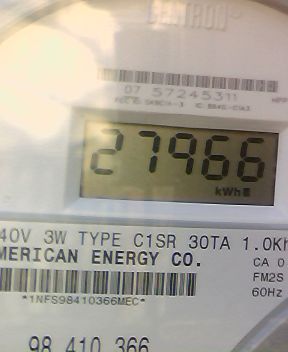 CENTRON
07 57245311
27966
kWh
40V 3W TYPE C1SR 30TA 1.0Kh
MERICAN ENERGY CO. CA 0
FM2S
*1NFS98410366MEC* 60Hz
98 410 366